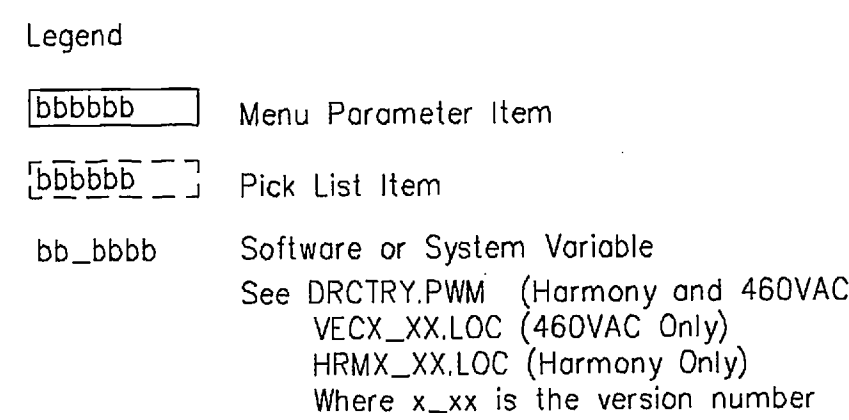 Legend
bbbbbb Menu Parameter Item
bbbbbb Pick List Item
bb_bbbb Software or System Variable
See DRCTRY.PWM (Harmony and 460VAC
VECX_XX.LOC (460VAC Only)
HRMX_XX.LOC (Harmony Only)
Where x_xx is the version number